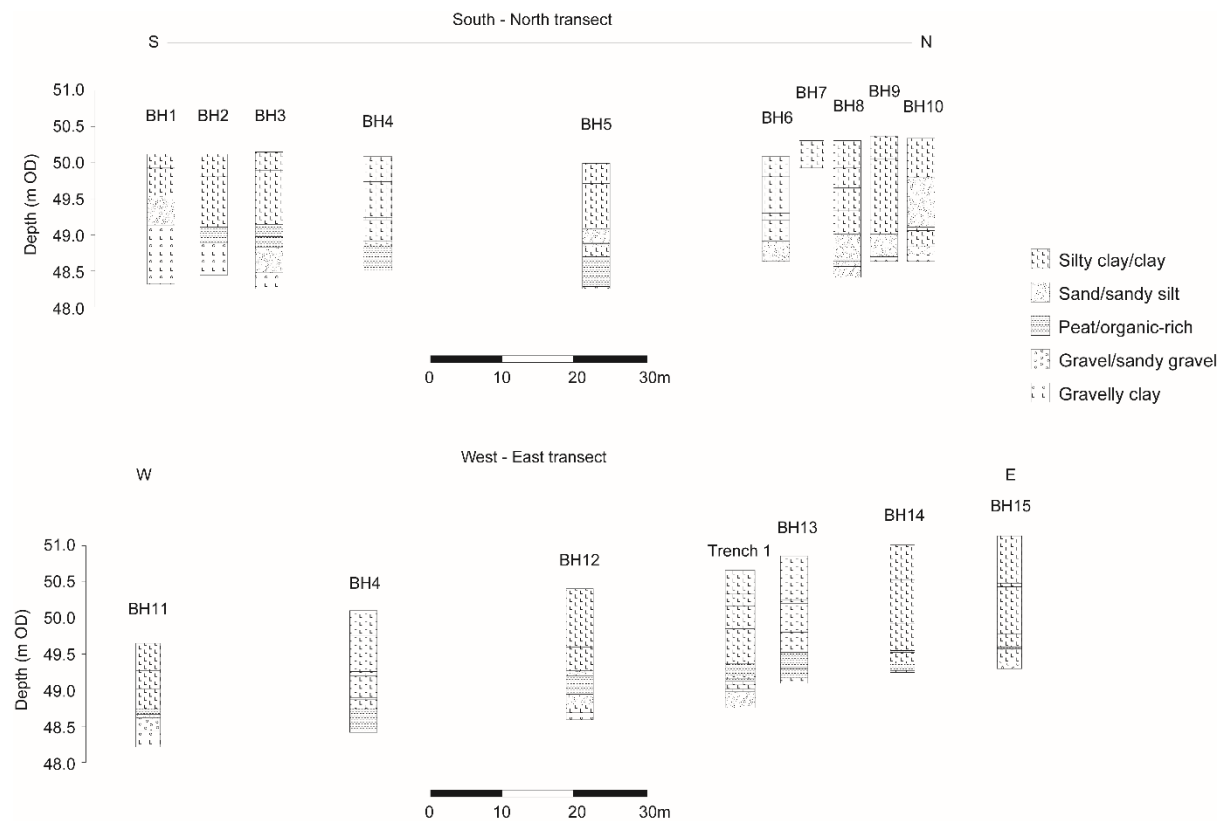 South - North transect
S
N
BH1
BH2
BH3
BH4
BH5
BH6
BH7
BH8
BH9
BH10
Depth (m OD)
51.0
50.5
50.0
49.5
49.0
48.5
48.0
Silty clay/clay
Sand/sandy silt
Peat/organic-rich
Gravel/sandy gravel
Gravelly clay
0 10 20 30m
West - East transect
W
E
BH11
BH4
BH12
Trench 1
BH13
BH14
BH15
Depth (m OD)
51.0
50.5
50.0
49.5
49.0
48.5
48.0
0 10 20 30m